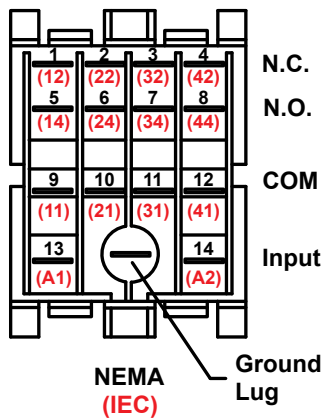 1 2 3 4 N.C.
(12) (22) (32) (42)
5 6 7 8 N.O.
(14) (24) (34) (44)
9 10 11 12 COM
(11) (21) (31) (41)
13 14 Input
(A1) (A2)
NEMA
(IEC)
Ground
Lug